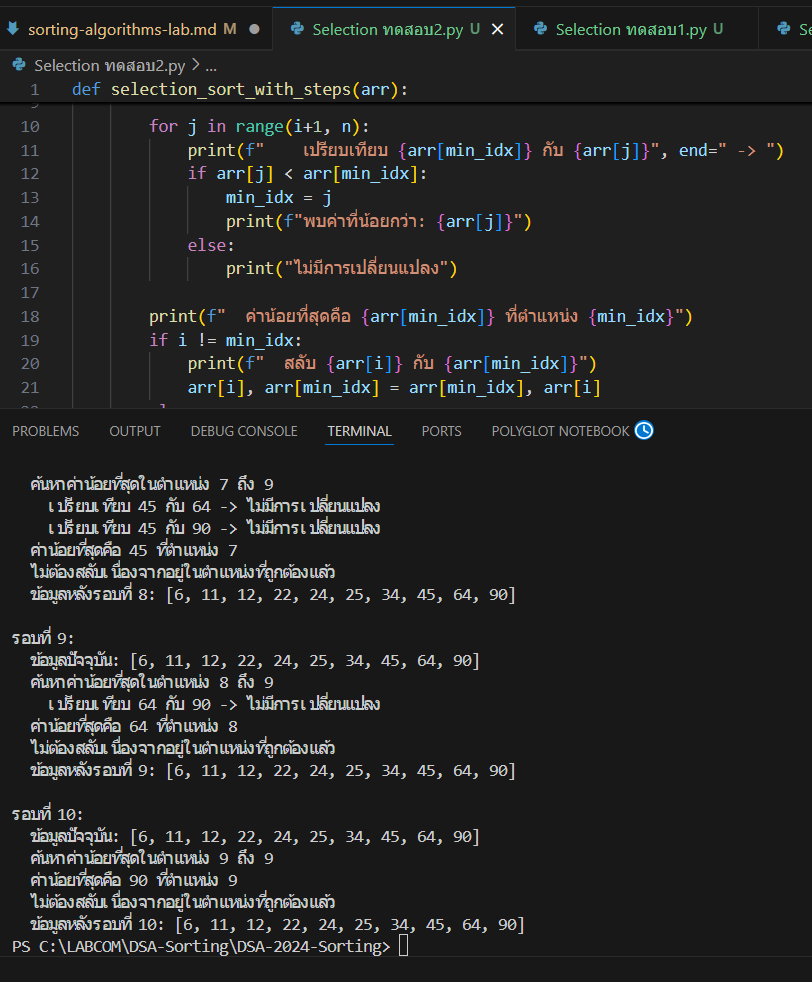 sorting-algorithms-lab.md M
Selection ทดสอบ2.py U
Selection ทดสอบ1.py U
Selection ทดสอบ2.py > ...
1 def selection_sort_with_steps(arr):
10 for j in range(i+1, n):
11 print(f"    เปรียบเทียบ {arr[min_idx]} กับ {arr[j]}", end=" -> ")
12 if arr[j] < arr[min_idx]:
13 min_idx = j
14 print(f"พบค่าที่น้อยกว่า: {arr[j]}")
15 else:
16 print("ไม่มีการเปลี่ยนแปลง")
17
18 print(f"  ค่าน้อยที่สุดคือ {arr[min_idx]} ที่ตำแหน่ง {min_idx}")
19 if i != min_idx:
20 print(f"  สลับ {arr[i]} กับ {arr[min_idx]}")
21 arr[i], arr[min_idx] = arr[min_idx], arr[i]
PROBLEMS OUTPUT DEBUG CONSOLE TERMINAL PORTS POLYGLOT NOTEBOOK
ค้นหาค่าน้อยที่สุดในตำแหน่ง 7 ถึง 9
เปรียบเทียบ 45 กับ 64 -> ไม่มีการเปลี่ยนแปลง
เปรียบเทียบ 45 กับ 90 -> ไม่มีการเปลี่ยนแปลง
ค่าน้อยที่สุดคือ 45 ที่ตำแหน่ง 7
ไม่ต้องสลับเนื่องจากอยู่ในตำแหน่งที่ถูกต้องแล้ว
ข้อมูลหลังรอบที่ 8: [6, 11, 12, 22, 24, 25, 34, 45, 64, 90]
รอบที่ 9:
ข้อมูลปัจจุบัน: [6, 11, 12, 22, 24, 25, 34, 45, 64, 90]
ค้นหาค่าน้อยที่สุดในตำแหน่ง 8 ถึง 9
เปรียบเทียบ 64 กับ 90 -> ไม่มีการเปลี่ยนแปลง
ค่าน้อยที่สุดคือ 64 ที่ตำแหน่ง 8
ไม่ต้องสลับเนื่องจากอยู่ในตำแหน่งที่ถูกต้องแล้ว
ข้อมูลหลังรอบที่ 9: [6, 11, 12, 22, 24, 25, 34, 45, 64, 90]
รอบที่ 10:
ข้อมูลปัจจุบัน: [6, 11, 12, 22, 24, 25, 34, 45, 64, 90]
ค้นหาค่าน้อยที่สุดในตำแหน่ง 9 ถึง 9
ค่าน้อยที่สุดคือ 90 ที่ตำแหน่ง 9
ไม่ต้องสลับเนื่องจากอยู่ในตำแหน่งที่ถูกต้องแล้ว
ข้อมูลหลังรอบที่ 10: [6, 11, 12, 22, 24, 25, 34, 45, 64, 90]
PS C:\LABCOM\DSA-Sorting\DSA-2024-Sorting>